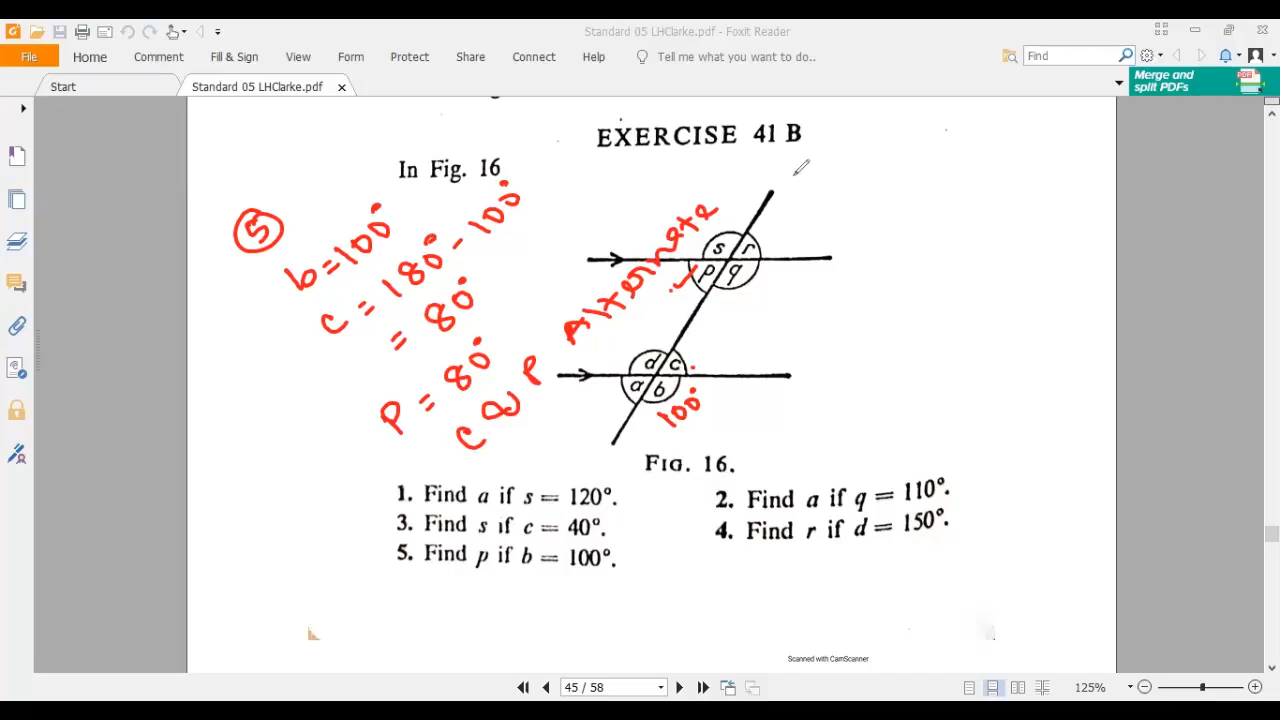 Standard 05 LHClarke.pdf - Foxit Reader
File Home Comment Fill & Sign View Form Protect Share Connect Help Tell me what you want to do.. Find
Start Standard 05 LHClarke.pdf Merge and split PDFs
EXERCISE 41 B
In Fig. 16
5
b = 100°
c = 180° - 100°
= 80°
P = 80°
C & P Alternate
s r
p q
d c
a b
100°
FIG. 16.
1. Find a if s = 120°.
2. Find a if q = 110°.
3. Find s if c = 40°.
4. Find r if d = 150°.
5. Find p if b = 100°.
Scanned with CamScanner
45 / 58
125%